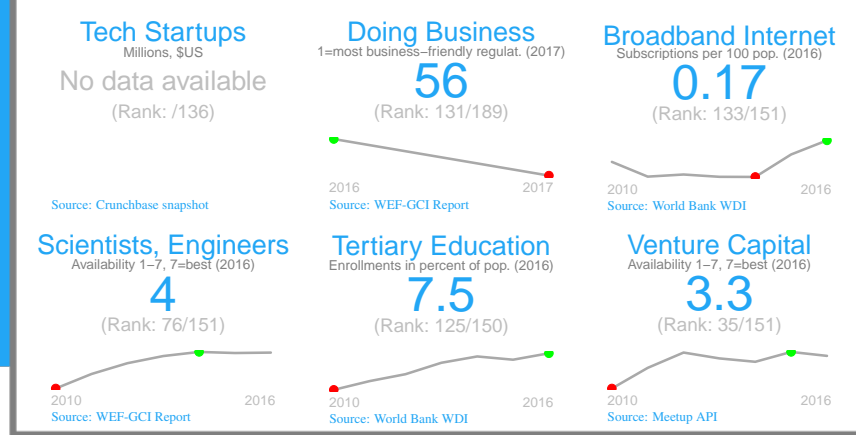 Tech Startups
Millions, $US
No data available
(Rank: /136)
Source: Crunchbase snapshot
Doing Business
1=most business−friendly regulat. (2017)
56
(Rank: 131/189)
2016
2017
Source: WEF-GCI Report
Broadband Internet
Subscriptions per 100 pop. (2016)
0.17
(Rank: 133/151)
2010
2016
Source: World Bank WDI
Scientists, Engineers
Availability 1−7, 7=best (2016)
4
(Rank: 76/151)
2010
2016
Source: WEF-GCI Report
Tertiary Education
Enrollments in percent of pop. (2016)
7.5
(Rank: 125/150)
2010
2016
Source: World Bank WDI
Venture Capital
Availability 1−7, 7=best (2016)
3.3
(Rank: 35/151)
2010
2016
Source: Meetup API